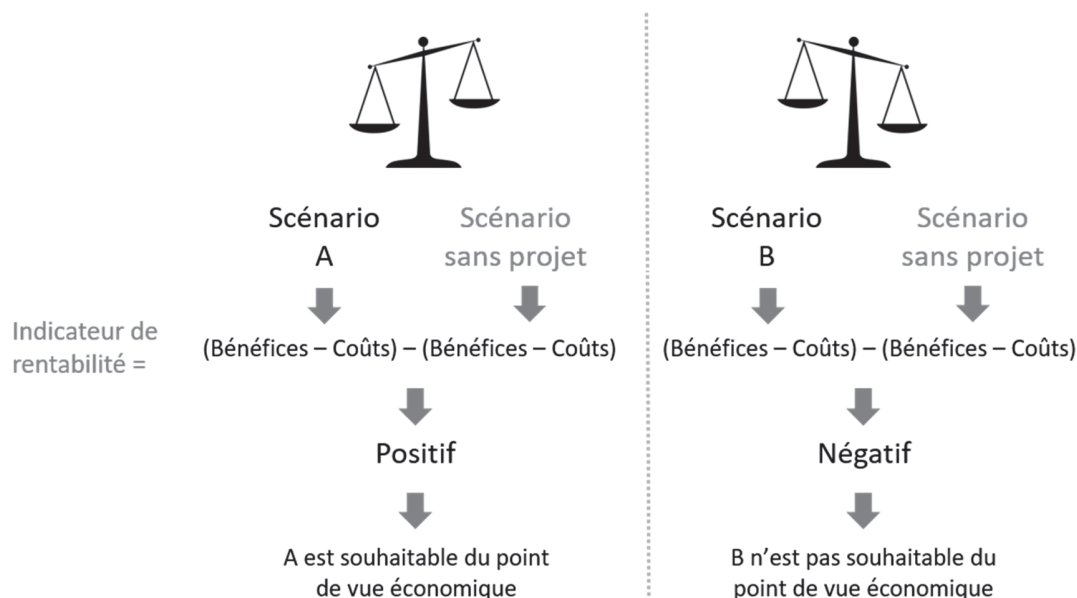 Scénario
A
Scénario
sans projet
Indicateur de
rentabilité =
(Bénéfices – Coûts) – (Bénéfices – Coûts)
Positif
A est souhaitable du point
de vue économique
Scénario
B
Scénario
sans projet
(Bénéfices – Coûts) – (Bénéfices – Coûts)
Négatif
B n'est pas souhaitable du
point de vue économique